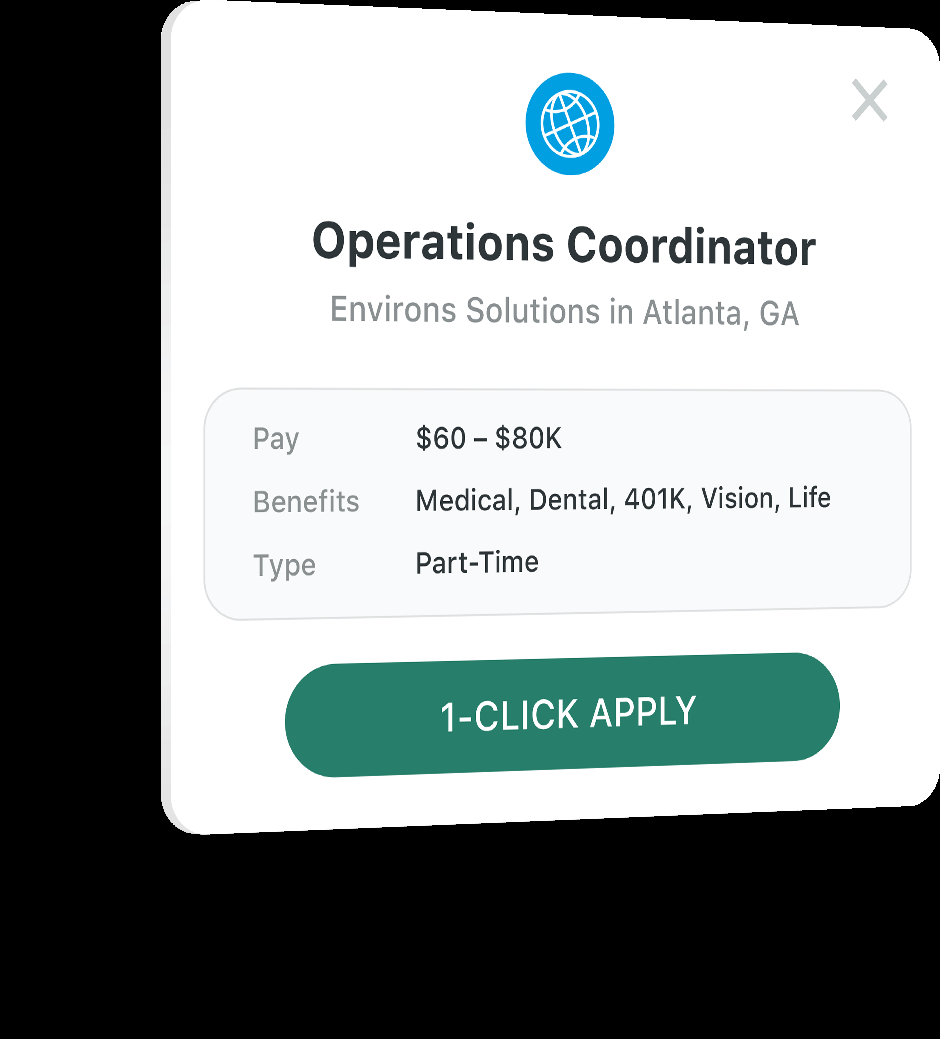 Operations Coordinator
Environs Solutions in Atlanta, GA
Pay $60 – $80K
Benefits Medical, Dental, 401K, Vision, Life
Type Part-Time
1-CLICK APPLY